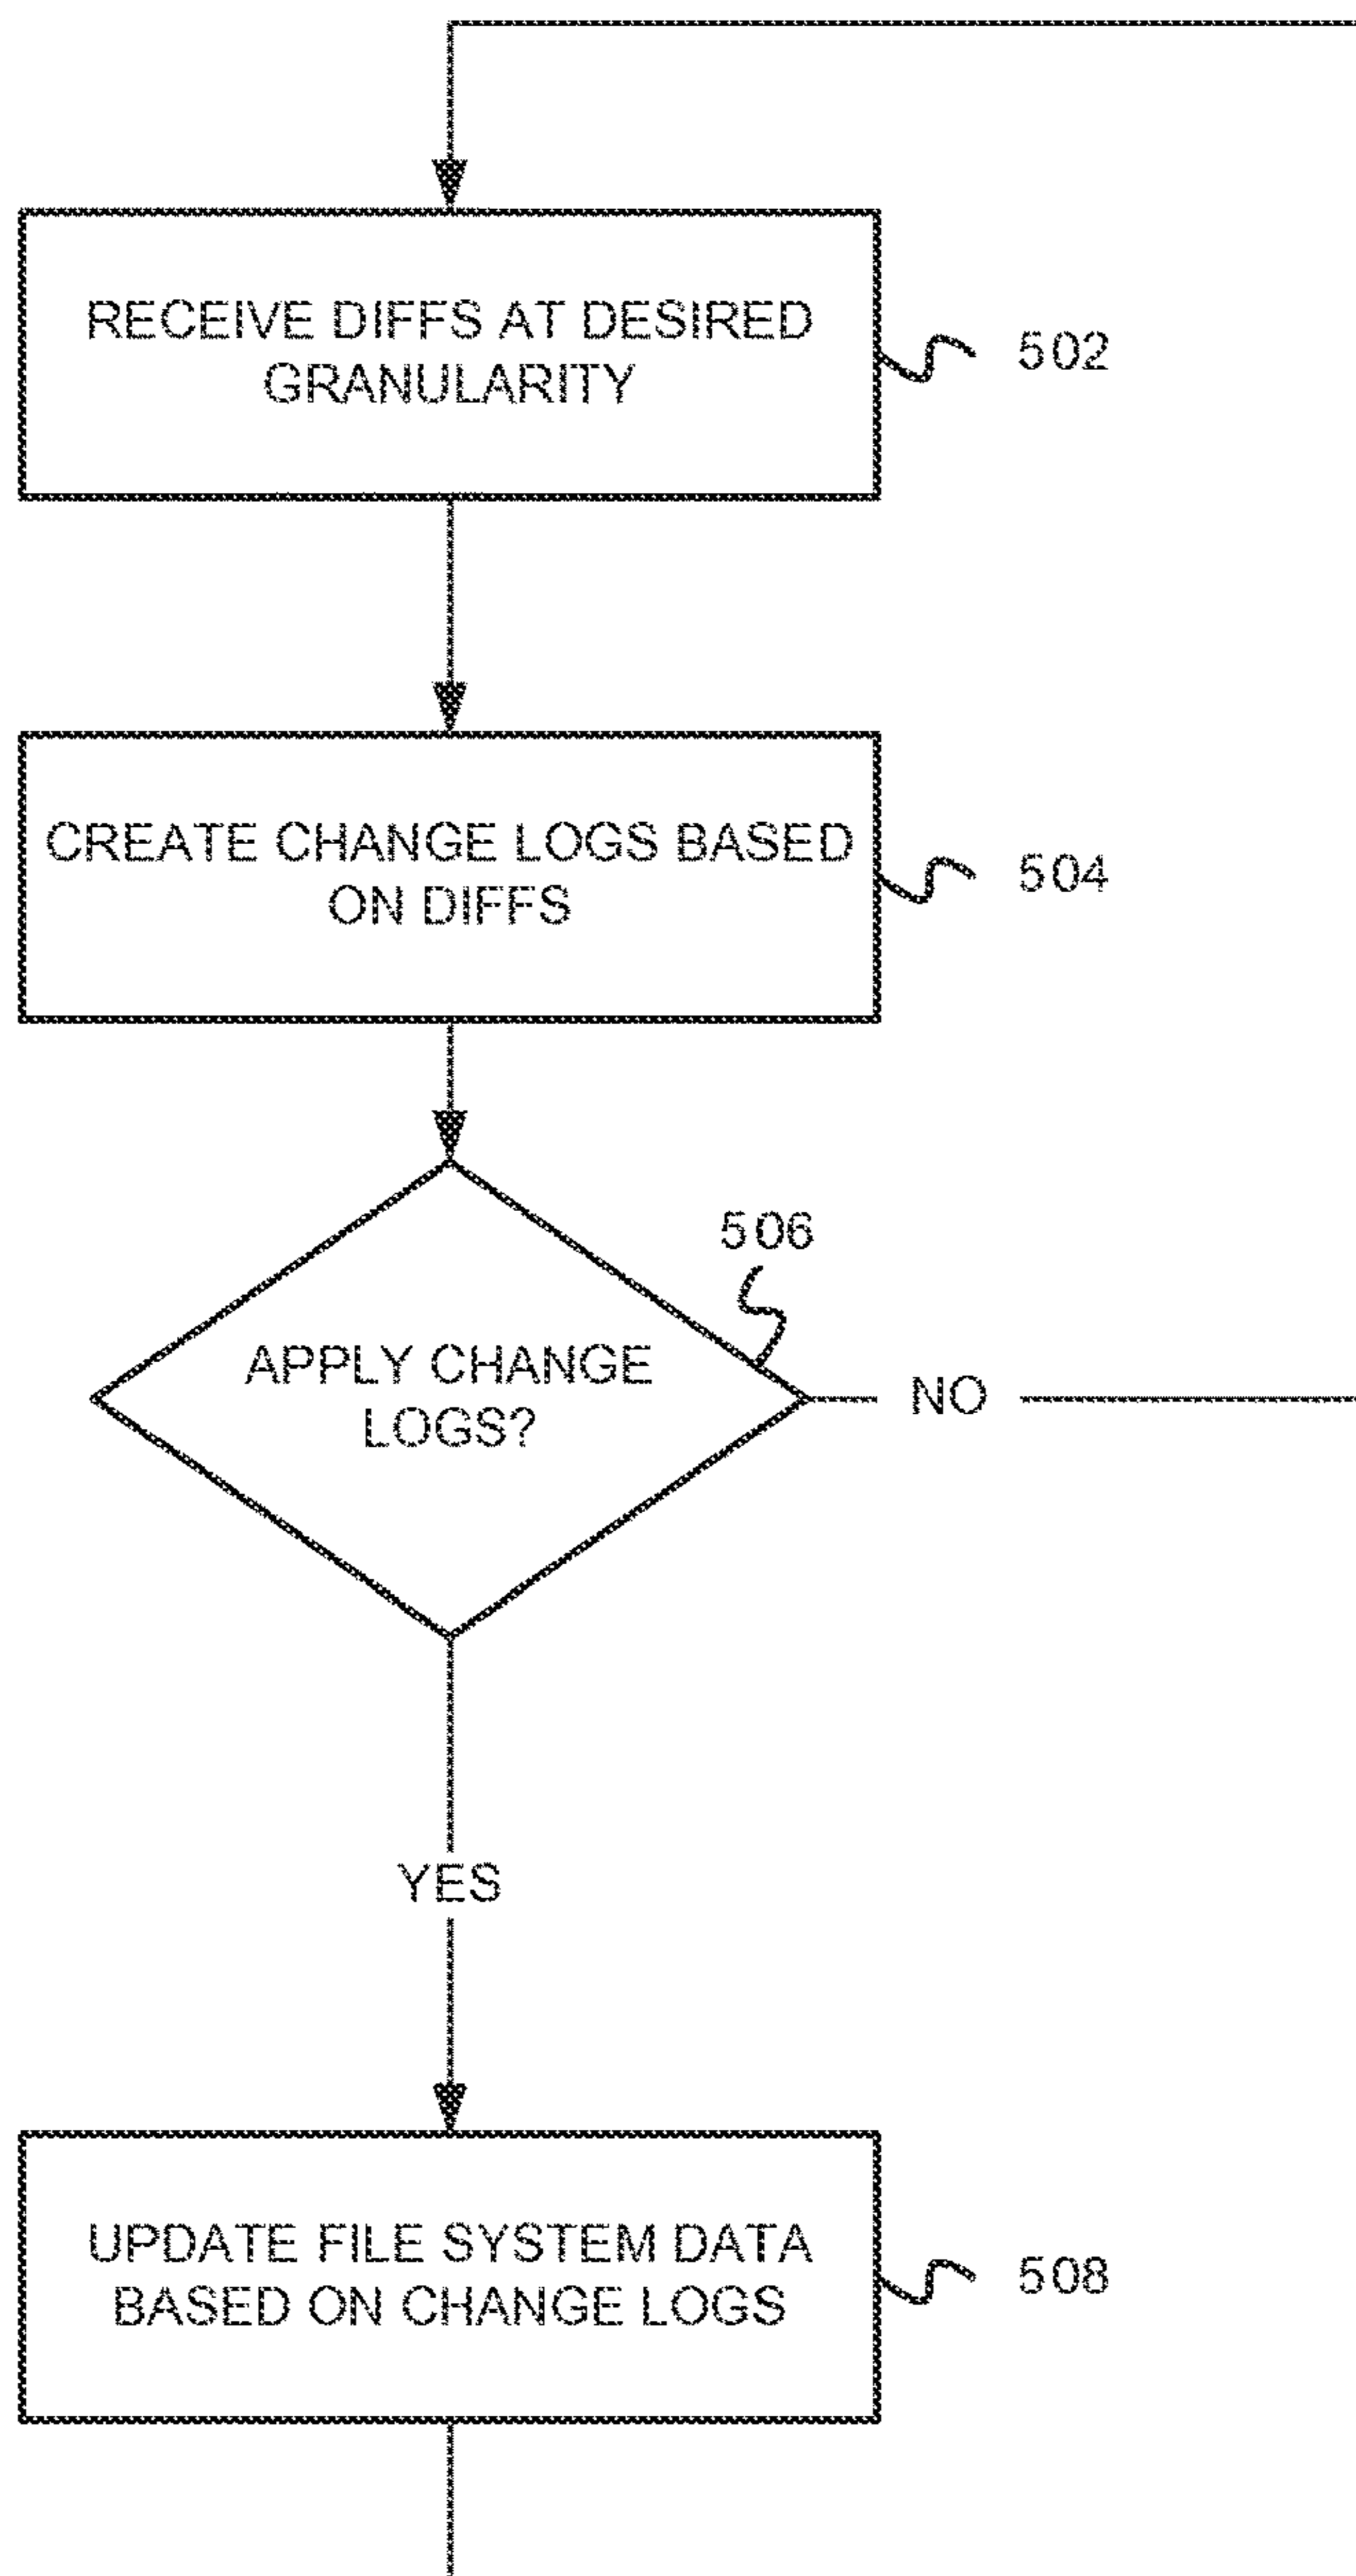 RECEIVE DIFFS AT DESIRED
GRANULARITY
502
CREATE CHANGE LOGS BASED
ON DIFFS
504
506
APPLY CHANGE
LOGS?
NO
YES
UPDATE FILE SYSTEM DATA
BASED ON CHANGE LOGS
508